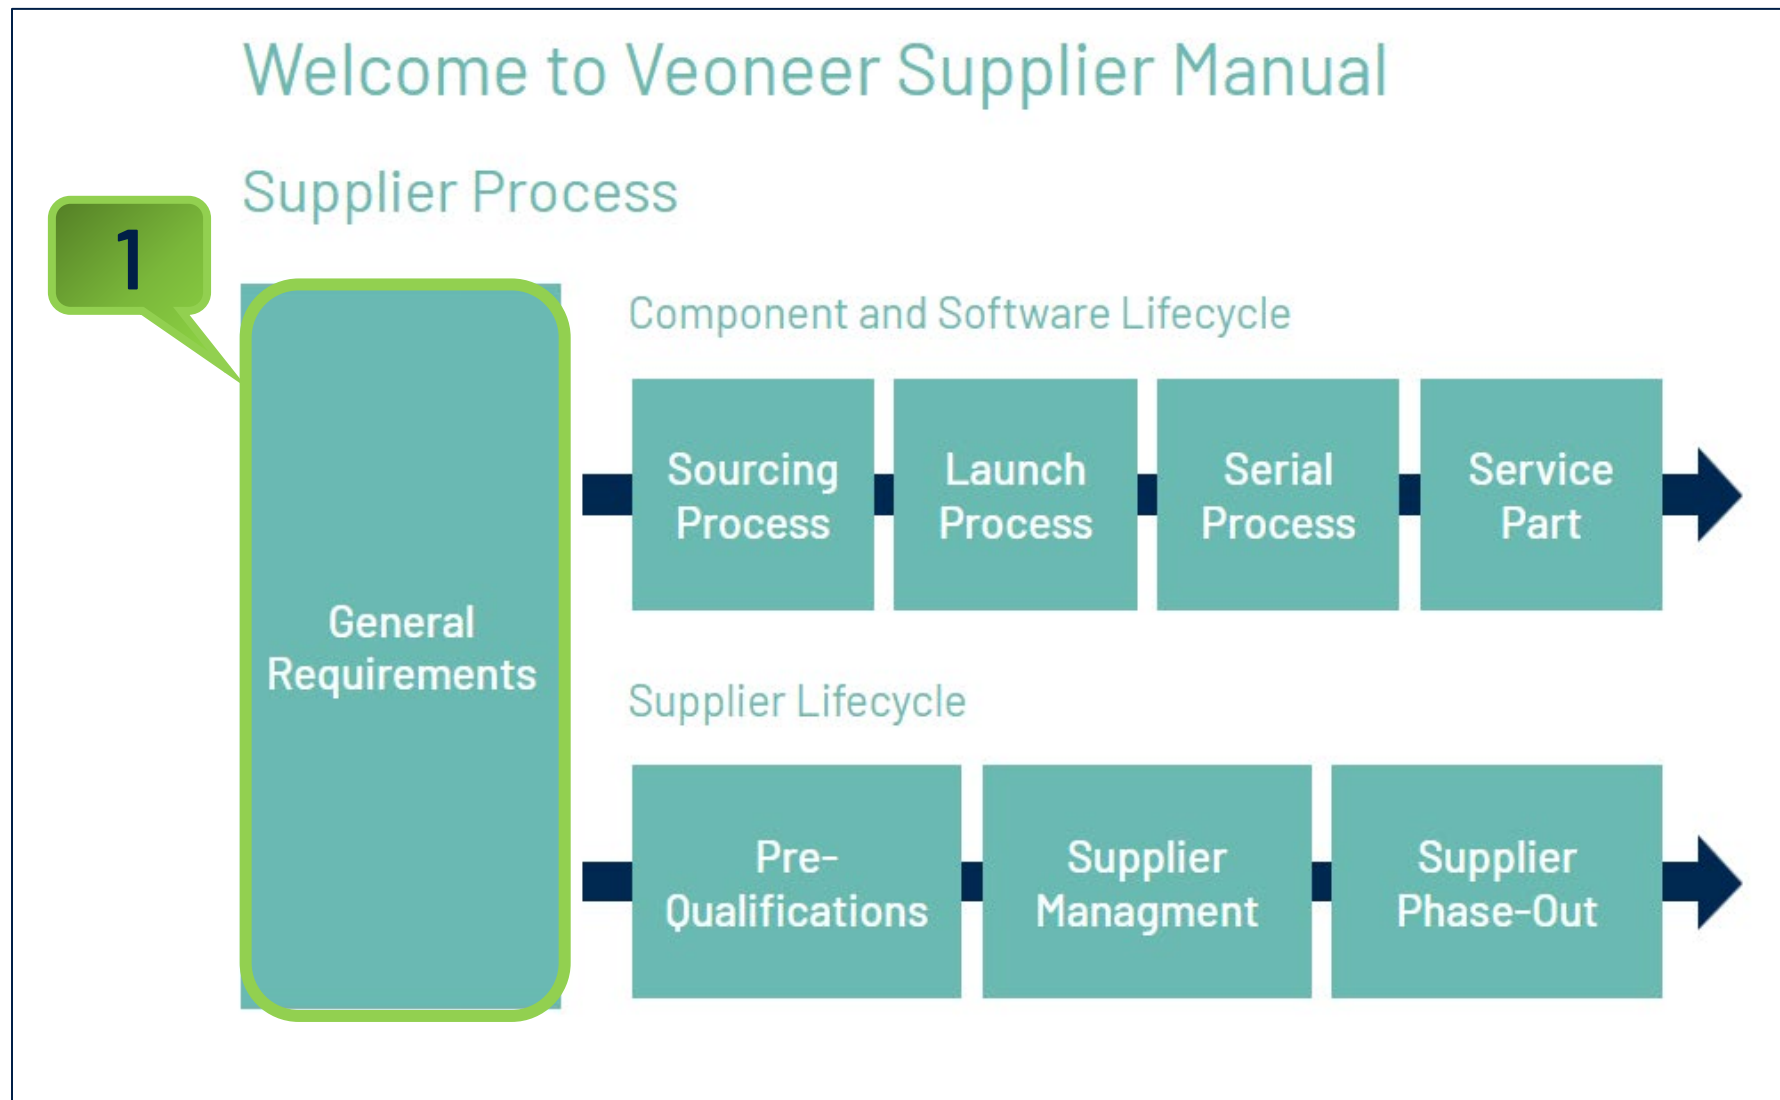 Welcome to Veoneer Supplier Manual
Supplier Process
1
General
Requirements
Component and Software Lifecycle
Sourcing
Process
Launch
Process
Serial
Process
Service
Part
Supplier Lifecycle
Pre-
Qualifications
Supplier
Managment
Supplier
Phase-Out